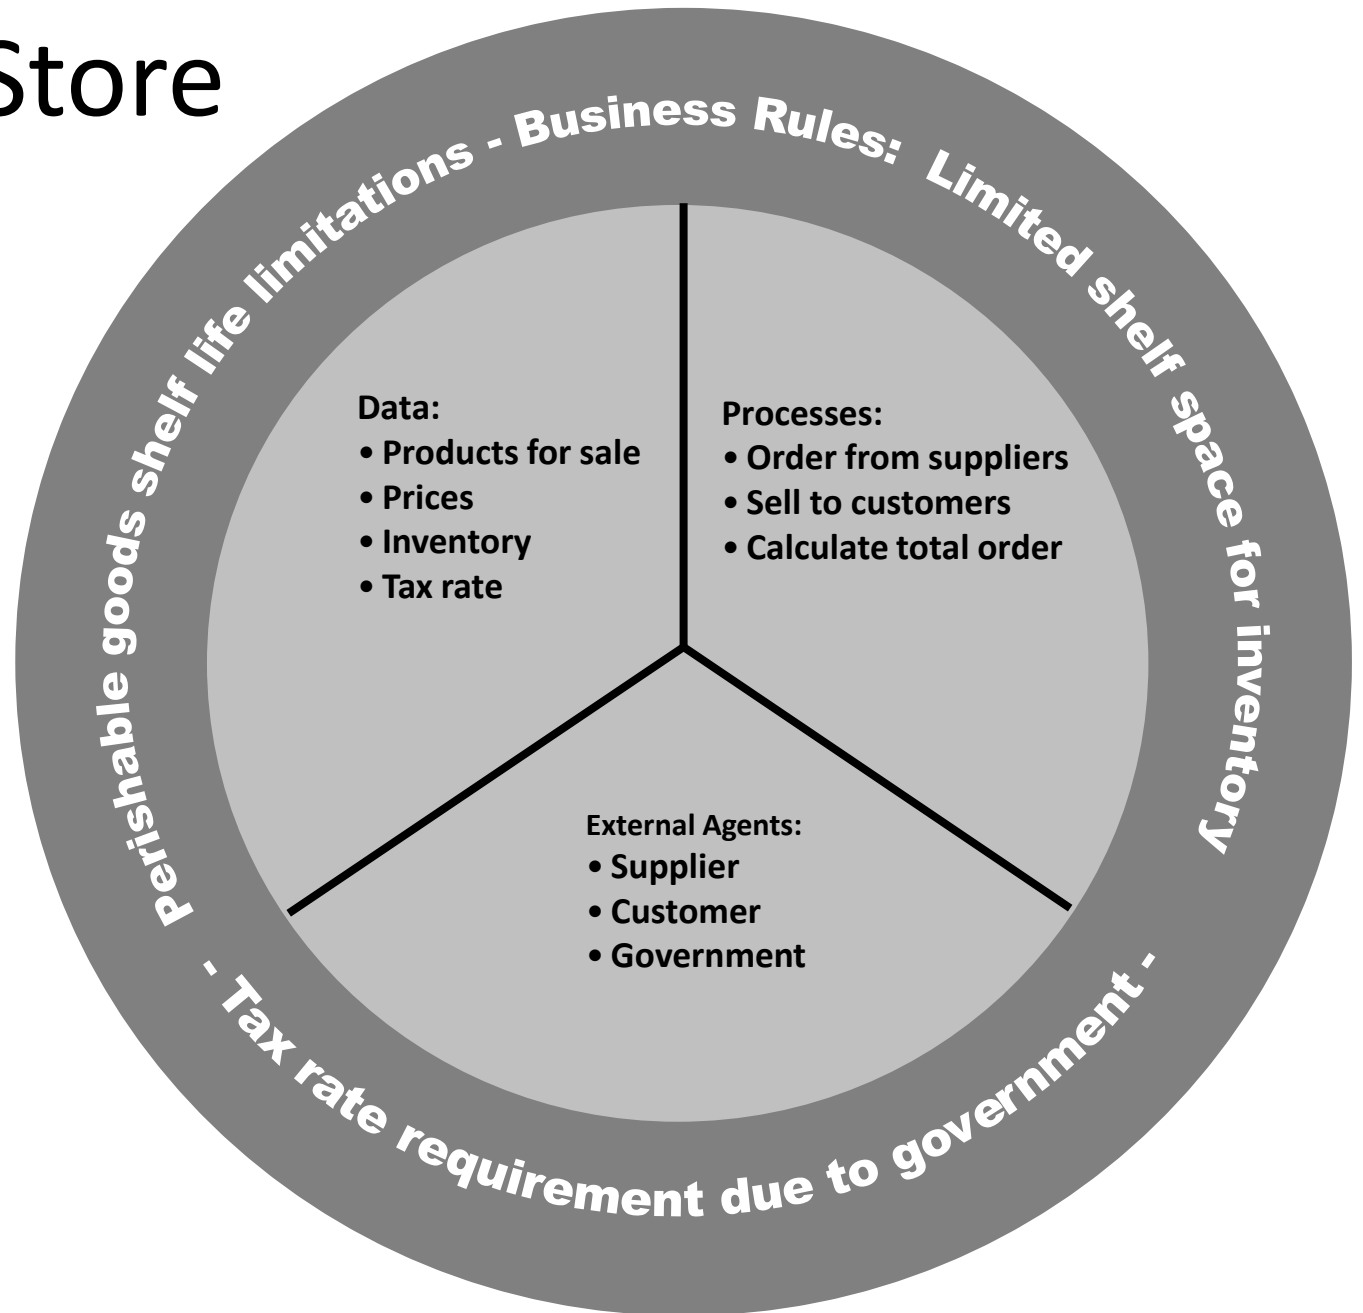 Store
Business Rules: Limited shelf space for inventory
- Tax rate requirement due to government -
Perishable goods shelf life limitations -
Data:
• Products for sale
• Prices
• Inventory
• Tax rate
Processes:
• Order from suppliers
• Sell to customers
• Calculate total order
External Agents:
• Supplier
• Customer
• Government